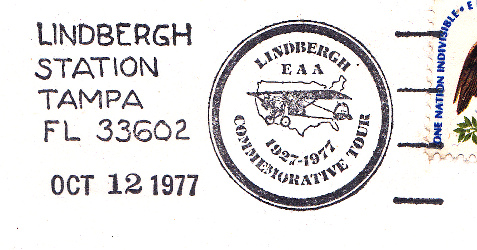 LINDBERGH
STATION
TAMPA
FL 33602
OCT 12 1977
LINDBERGH
EAA
1927-1977
COMMEMORATIVE TOUR
ONE NATION INDIVISIBLE • E